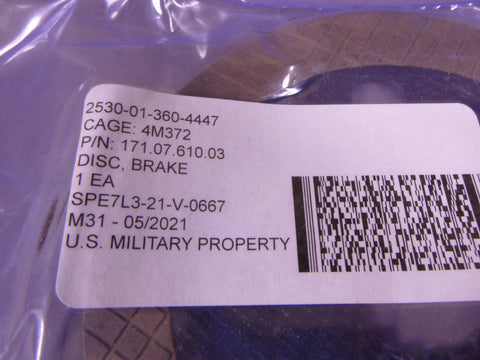 2530-01-360-4447
CAGE: 4M372
P/N: 171.07.610.03
DISC, BRAKE
1 EA
SPE7L3-21-V-0667
M31 - 05/2021
U.S. MILITARY PROPERTY